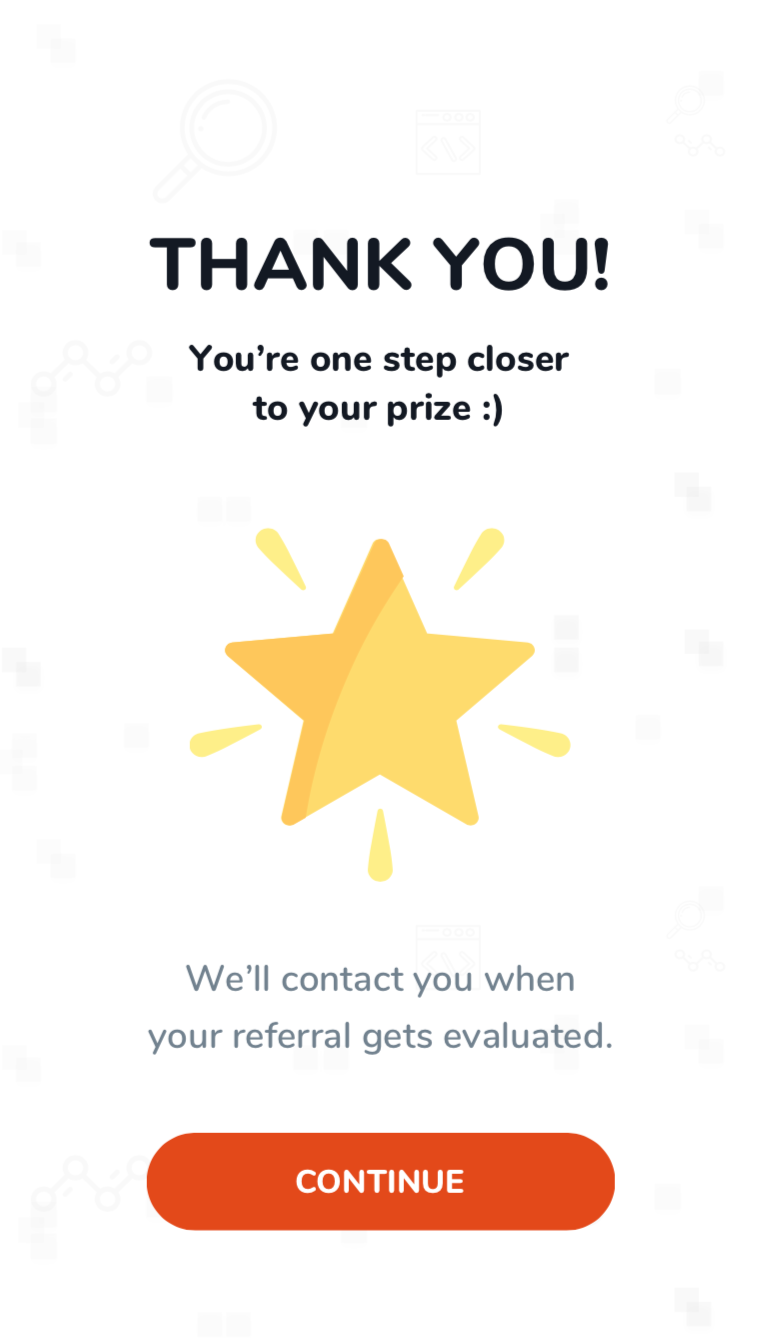 THANK YOU!
You’re one step closer
to your prize :)
We’ll contact you when
your referral gets evaluated.
CONTINUE